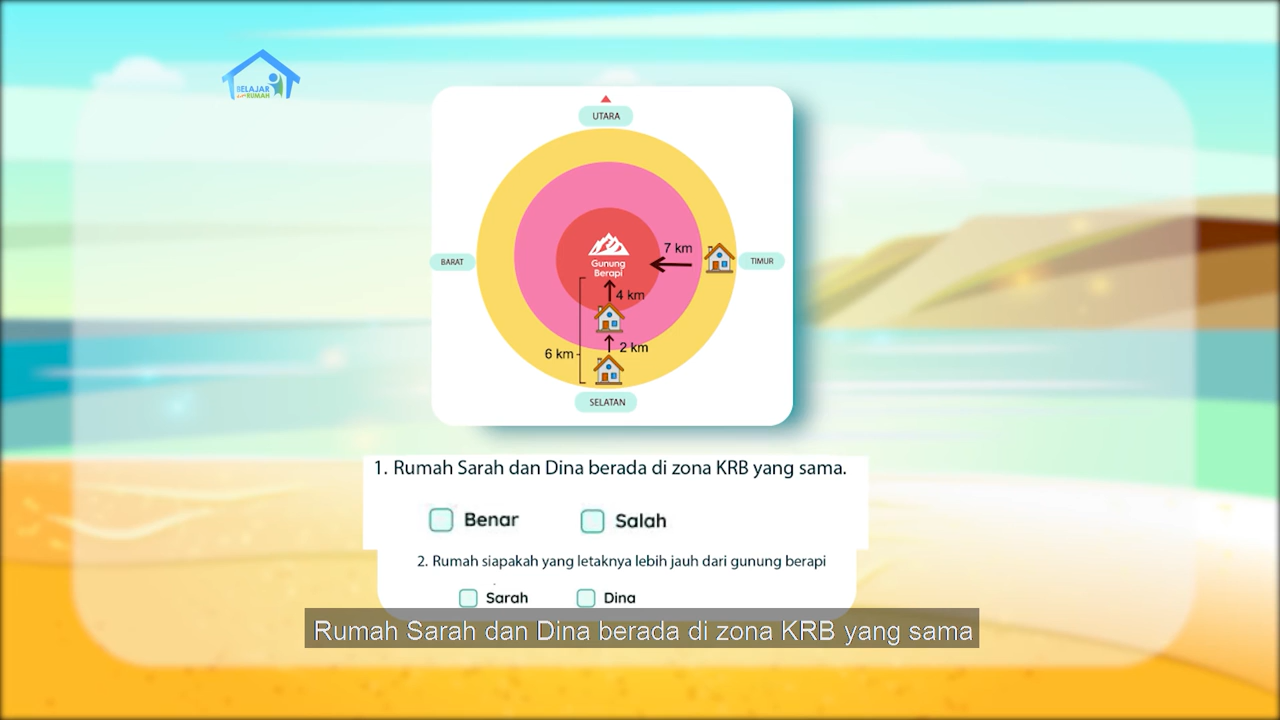 BELAJAR
dari RUMAH
UTARA
BARAT
Gunung
Berapi
7 km
TIMUR
4 km
6 km
2 km
SELATAN
1. Rumah Sarah dan Dina berada di zona KRB yang sama.
Benar Salah
2. Rumah siapakah yang letaknya lebih jauh dari gunung berapi
Sarah Dina
Rumah Sarah dan Dina berada di zona KRB yang sama